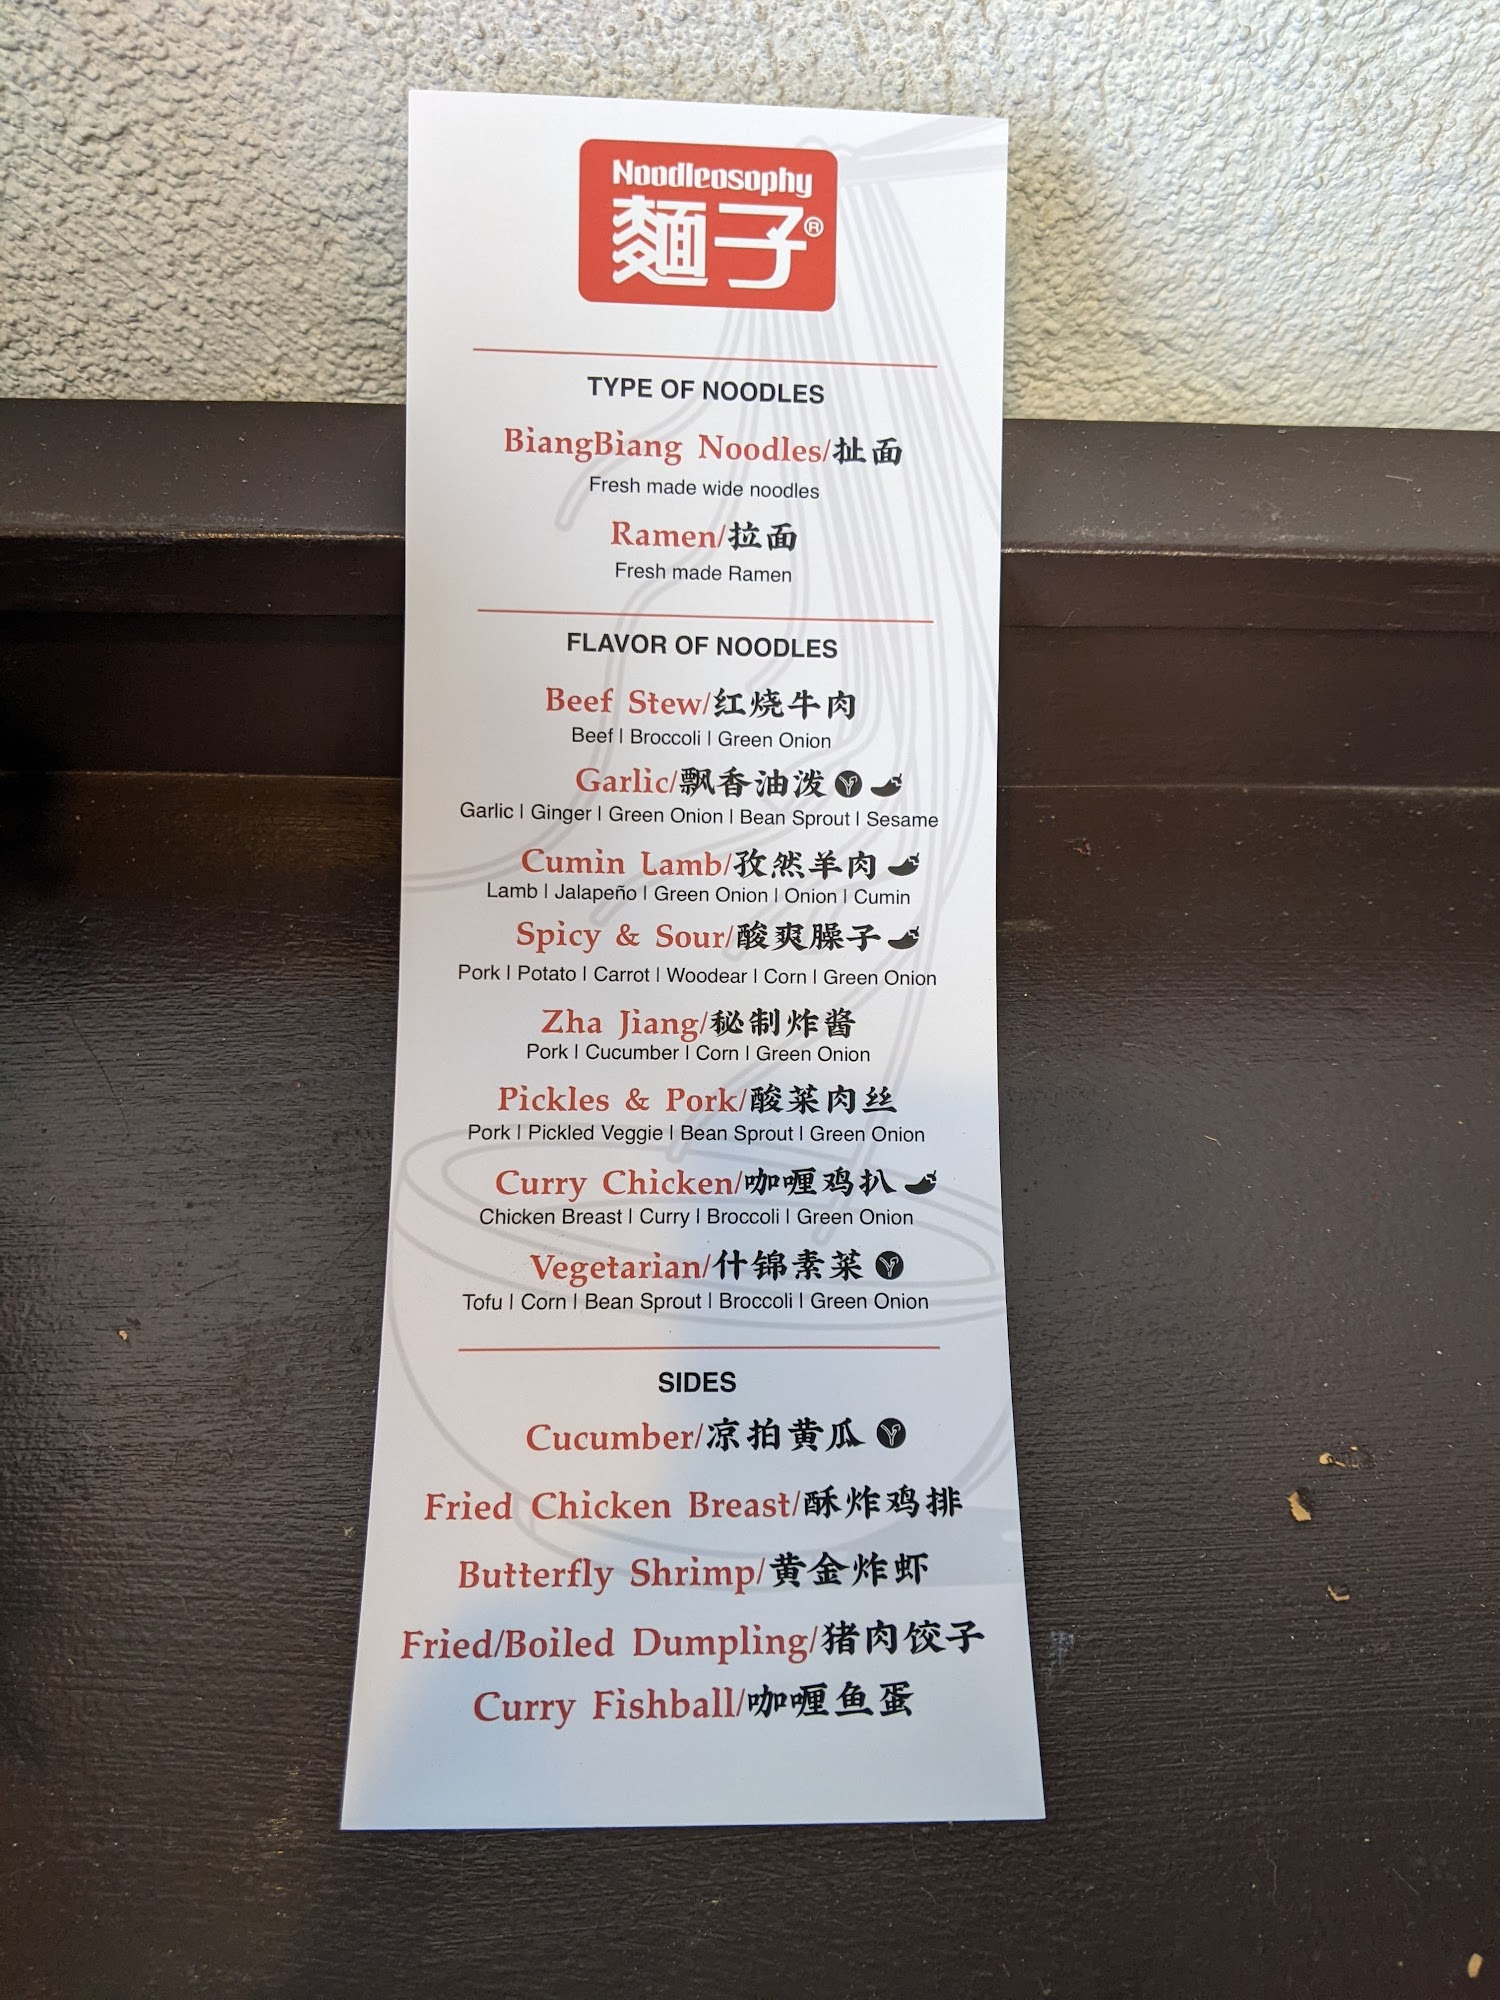 Noodleosophy
麵子®
TYPE OF NOODLES
BiangBiang Noodles/扯面
Fresh made wide noodles
Ramen/拉面
Fresh made Ramen
FLAVOR OF NOODLES
Beef Stew/红烧牛肉
Beef | Broccoli | Green Onion
Garlic/飘香油泼
Garlic | Ginger | Green Onion | Bean Sprout | Sesame
Cumin Lamb/孜然羊肉
Lamb | Jalapeño | Green Onion | Onion | Cumin
Spicy & Sour/酸爽臊子
Pork | Potato | Carrot | Woodear | Corn | Green Onion
Zha Jiang/秘制炸酱
Pork | Cucumber | Corn | Green Onion
Pickles & Pork/酸菜肉丝
Pork | Pickled Veggie | Bean Sprout | Green Onion
Curry Chicken/咖喱鸡扒
Chicken Breast | Curry | Broccoli | Green Onion
Vegetarian/什锦素菜
Tofu | Corn | Bean Sprout | Broccoli | Green Onion
SIDES
Cucumber/凉拍黄瓜
Fried Chicken Breast/酥炸鸡排
Butterfly Shrimp/黄金炸虾
Fried/Boiled Dumpling/猪肉饺子
Curry Fishball/咖喱鱼蛋